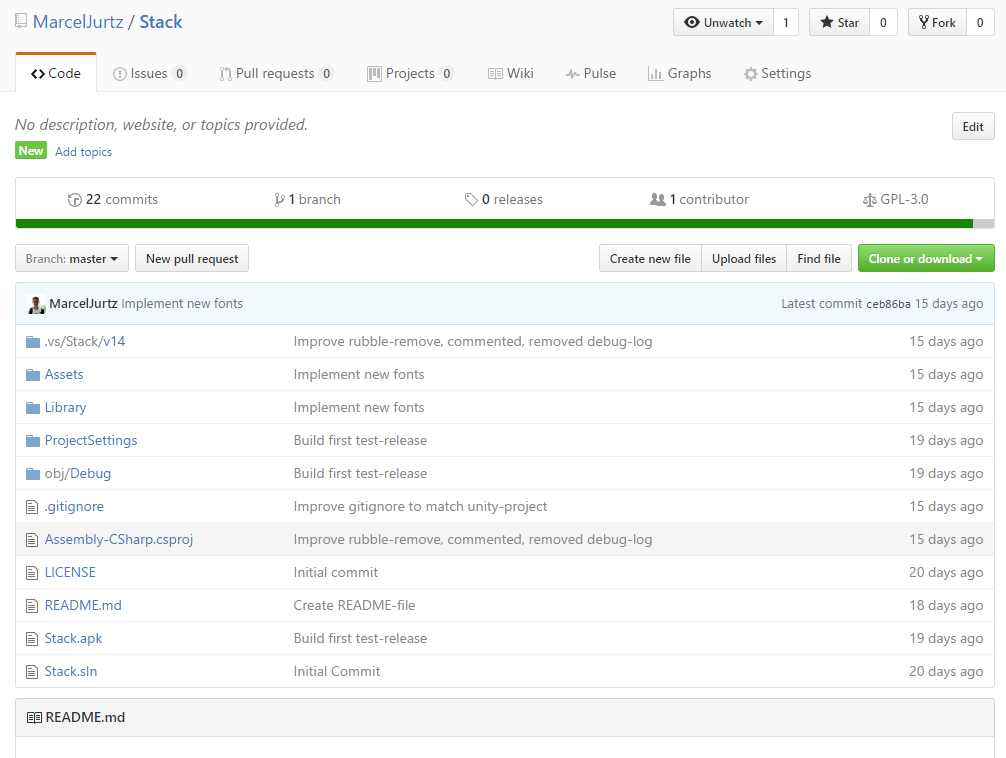 MarcelJurtz / Stack
Unwatch 1 Star 0 Fork 0
Code Issues 0 Pull requests 0 Projects 0 Wiki Pulse Graphs Settings
No description, website, or topics provided. Edit
New Add topics
22 commits 1 branch 0 releases 1 contributor GPL-3.0
Branch: master New pull request Create new file Upload files Find file Clone or download
MarcelJurtz Implement new fonts Latest commit ceb86ba 15 days ago
.vs/Stack/v14 Improve rubble-remove, commented, removed debug-log 15 days ago
Assets Implement new fonts 15 days ago
Library Implement new fonts 15 days ago
ProjectSettings Build first test-release 19 days ago
obj/Debug Build first test-release 19 days ago
.gitignore Improve gitignore to match unity-project 15 days ago
Assembly-CSharp.csproj Improve rubble-remove, commented, removed debug-log 15 days ago
LICENSE Initial commit 20 days ago
README.md Create README-file 18 days ago
Stack.apk Build first test-release 19 days ago
Stack.sln Initial Commit 20 days ago
README.md